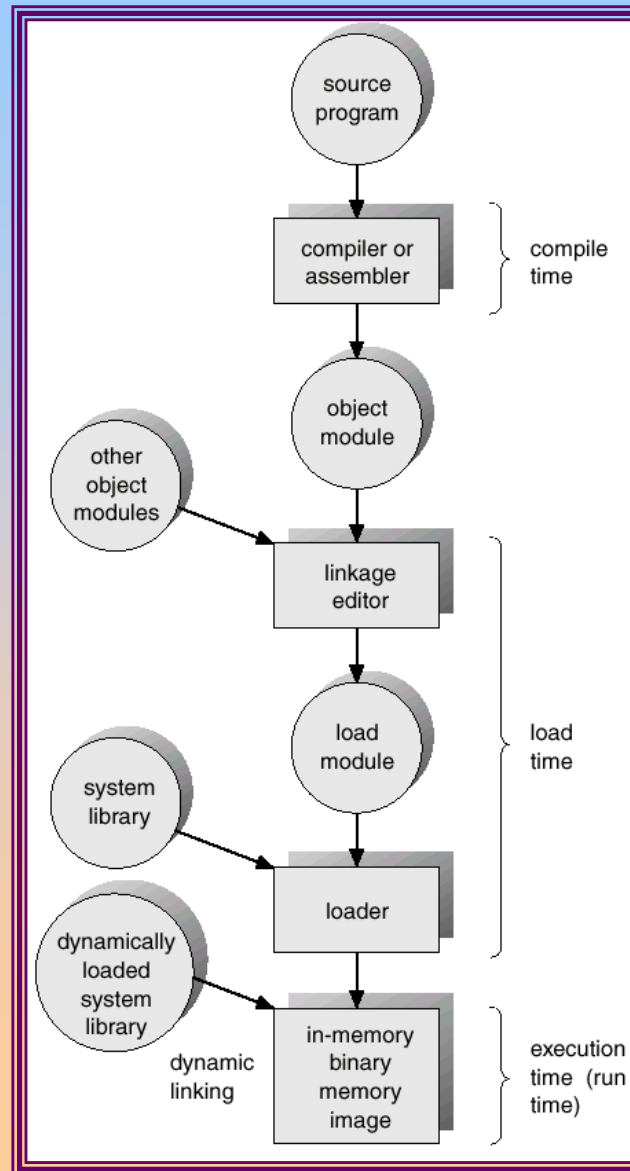 source
program
compiler or
assembler
compile
time
object
module
other
object
modules
linkage
editor
load
module
load
time
system
library
loader
dynamically
loaded
system
library
dynamic
linking
in-memory
binary
memory
image
execution
time (run
time)